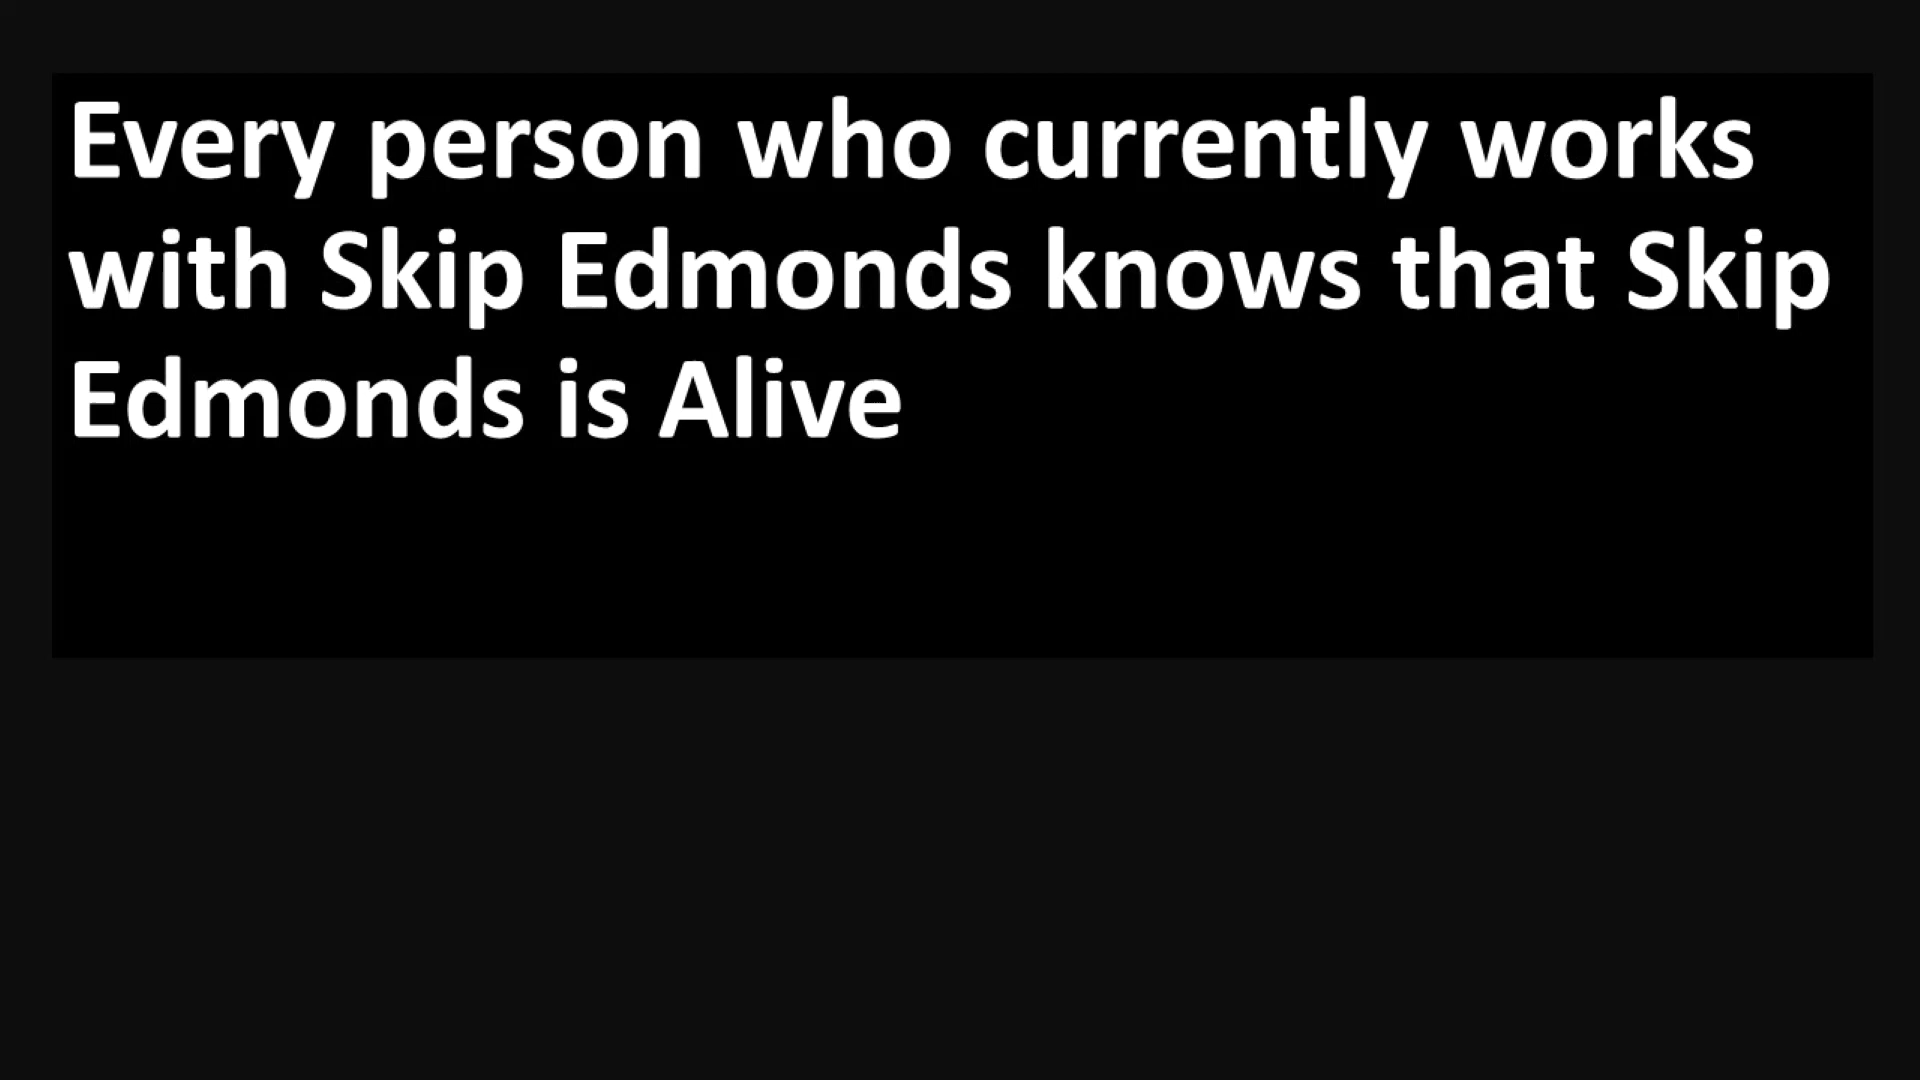 Every person who currently works
with Skip Edmonds knows that Skip
Edmonds is Alive